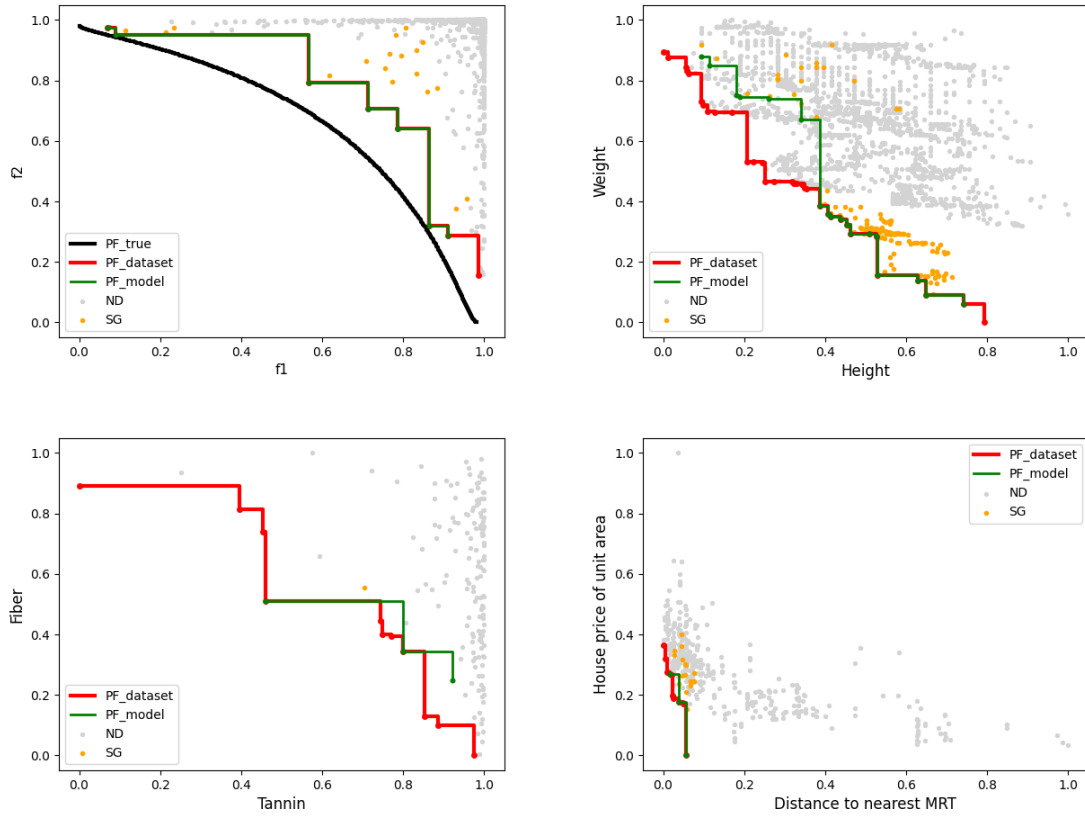 1.0
0.8
0.6
0.4
0.2
0.0
f2
PF_true
PF_dataset
PF_model
ND
SG
0.0 0.2 0.4 0.6 0.8 1.0
f1
1.0
0.8
0.6
0.4
0.2
0.0
Weight
PF_dataset
PF_model
ND
SG
0.0 0.2 0.4 0.6 0.8 1.0
Height
1.0
0.8
0.6
0.4
0.2
0.0
Fiber
PF_dataset
PF_model
ND
SG
0.0 0.2 0.4 0.6 0.8 1.0
Tannin
1.0
0.8
0.6
0.4
0.2
0.0
House price of unit area
PF_dataset
PF_model
ND
SG
0.0 0.2 0.4 0.6 0.8 1.0
Distance to nearest MRT